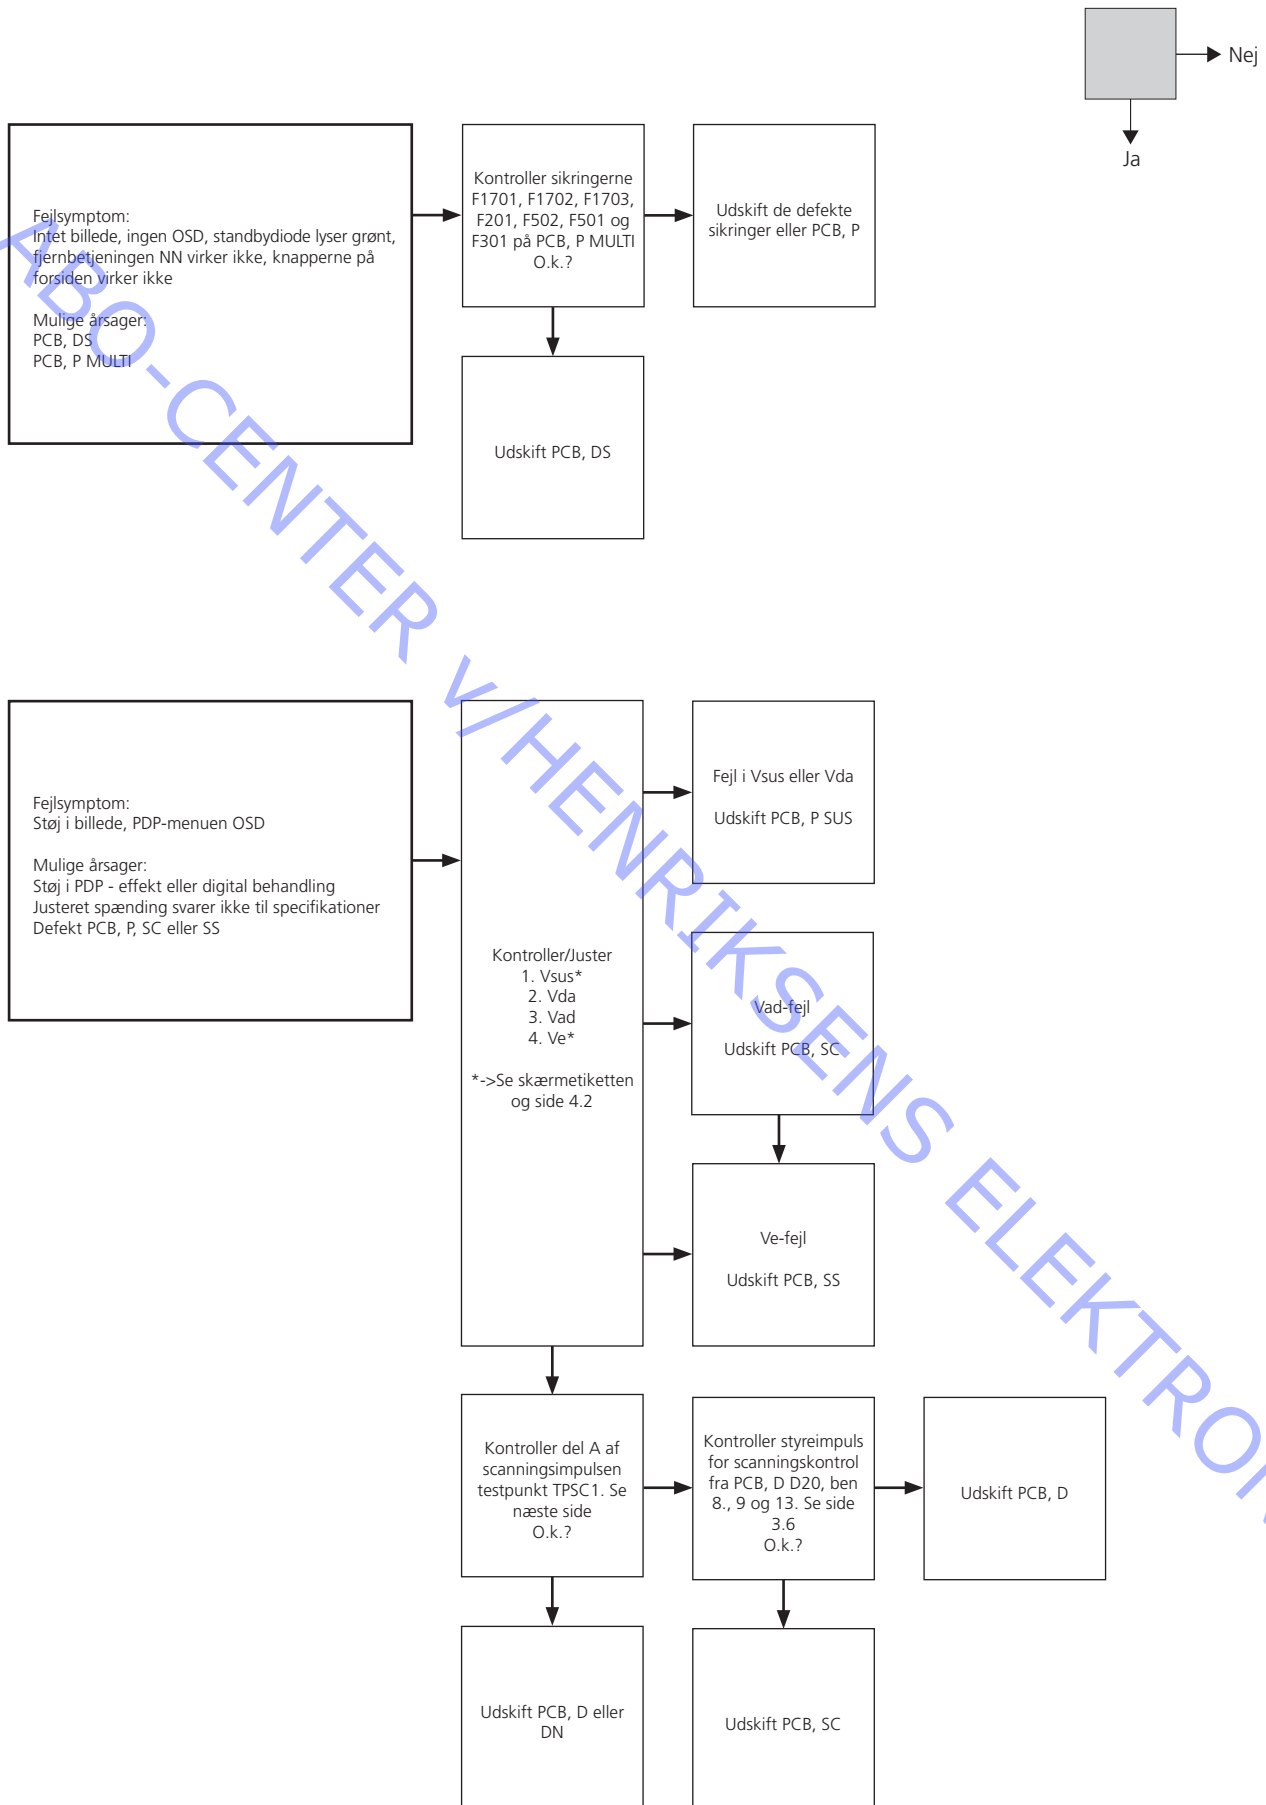 Nej
Ja
Fejlsymptom:
Intet billede, ingen OSD, standbydiode lyser grønt,
fjernbetjeningen NN virker ikke, knapperne på
forsiden virker ikke
Mulige årsager:
PCB, DS
PCB, P MULTI
Kontroller sikringerne
F1701, F1702, F1703,
F201, F502, F501 og
F301 på PCB, P MULTI
O.k.?
Udskift de defekte
sikringer eller PCB, P
Udskift PCB, DS
Fejlsymptom:
Støj i billede, PDP-menuen OSD
Mulige årsager:
Støj i PDP - effekt eller digital behandling
Justeret spænding svarer ikke til specifikationer
Defekt PCB, P, SC eller SS
Kontroller/Juster
1. Vsus*
2. Vda
3. Vad
4. Ve*
*->Se skærmetiketten
og side 4.2
Fejl i Vsus eller Vda
Udskift PCB, P SUS
Vad-fejl
Udskift PCB, SC
Ve-fejl
Udskift PCB, SS
Kontroller del A af
scanningsimpulsen
testpunkt TPSC1. Se
næste side
O.k.?
Kontroller styreimpuls
for scanningskontrol
fra PCB, D D20, ben
8., 9 og 13. Se side
3.6
O.k.?
Udskift PCB, D
Udskift PCB, D eller
DN
Udskift PCB, SC
ABO-CENTER v/HENRIKSENS ELEKTRON